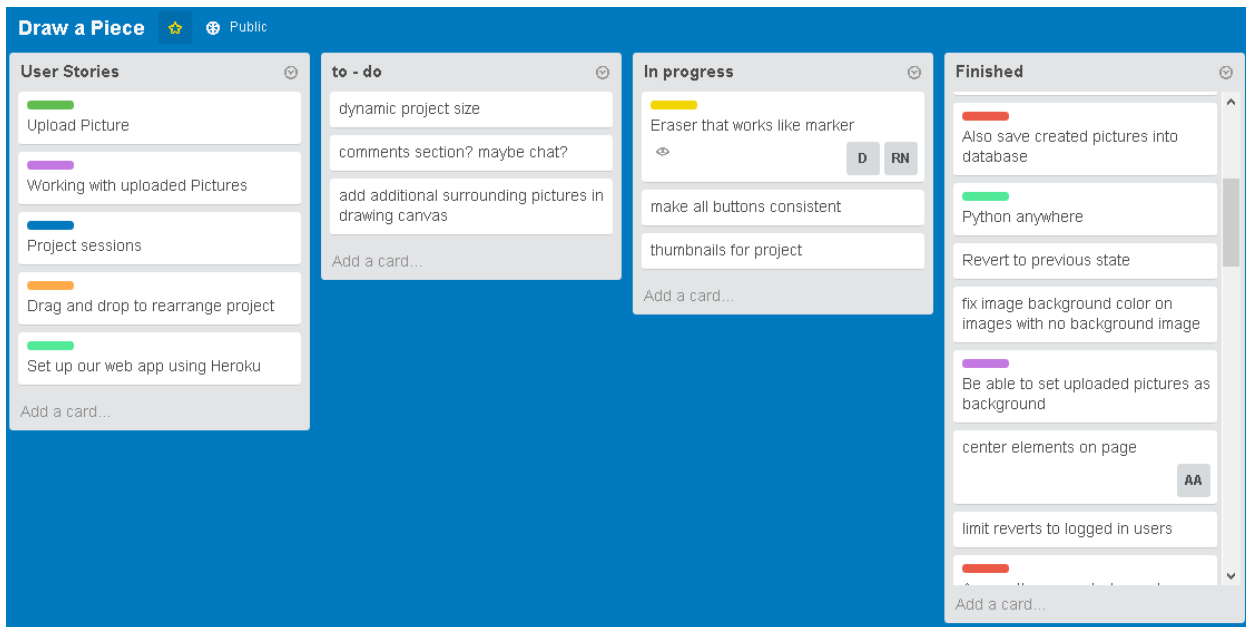 Draw a Piece
Public
User Stories
Upload Picture
Working with uploaded Pictures
Project sessions
Drag and drop to rearrange project
Set up our web app using Heroku
Add a card...
to - do
dynamic project size
comments section? maybe chat?
add additional surrounding pictures in
drawing canvas
Add a card...
In progress
Eraser that works like marker
D RN
make all buttons consistent
thumbnails for project
Add a card...
Finished
Also save created pictures into
database
Python anywhere
Revert to previous state
fix image background color on
images with no background image
Be able to set uploaded pictures as
background
center elements on page
AA
limit reverts to logged in users
Add a card...